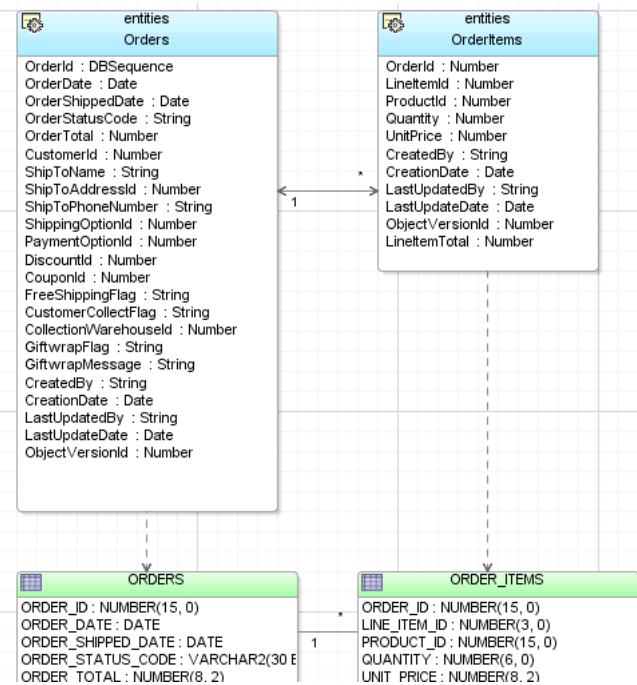 entities
Orders
OrderId : DBSequence
OrderDate : Date
OrderShippedDate : Date
OrderStatusCode : String
OrderTotal : Number
CustomerId : Number
ShipToName : String
ShipToAddressId : Number
ShipToPhoneNumber : String
ShippingOptionId : Number
PaymentOptionId : Number
DiscountId : Number
CouponId : Number
FreeShippingFlag : String
CustomerCollectFlag : String
CollectionWarehouseId : Number
GiftwrapFlag : String
GiftwrapMessage : String
CreatedBy : String
CreationDate : Date
LastUpdatedBy : String
LastUpdateDate : Date
ObjectVersionId : Number
*
1
entities
OrderItems
OrderId : Number
LineItemId : Number
ProductId : Number
Quantity : Number
UnitPrice : Number
CreatedBy : String
CreationDate : Date
LastUpdatedBy : String
LastUpdateDate : Date
ObjectVersionId : Number
LineItemTotal : Number
ORDERS
ORDER_ID : NUMBER(15, 0)
ORDER_DATE : DATE
ORDER_SHIPPED_DATE : DATE
ORDER_STATUS_CODE : VARCHAR2(30 B
ORDER_TOTAL : NUMBER(8, 2)
*
1
ORDER_ITEMS
ORDER_ID : NUMBER(15, 0)
LINE_ITEM_ID : NUMBER(3, 0)
PRODUCT_ID : NUMBER(15, 0)
QUANTITY : NUMBER(6, 0)
UNIT_PRICE : NUMBER(8, 2)